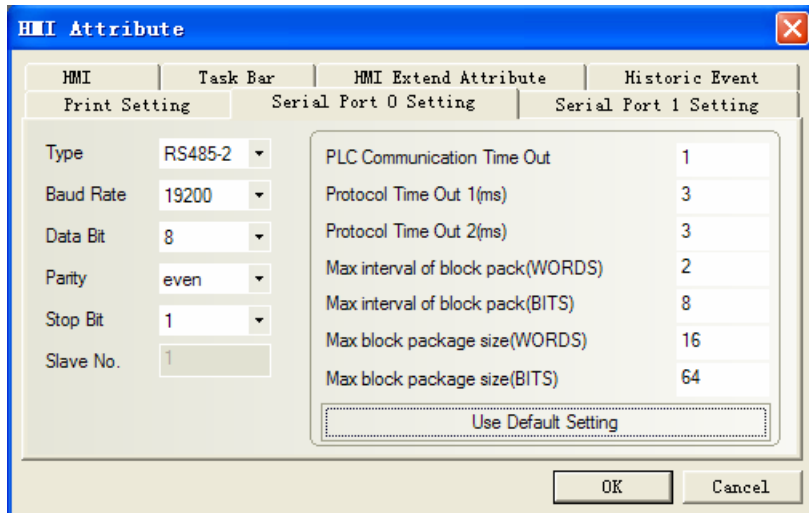 HMI Attribute
HMI Task Bar HMI Extend Attribute Historic Event
Print Setting Serial Port 0 Setting Serial Port 1 Setting
Type RS485-2
Baud Rate 19200
Data Bit 8
Parity even
Stop Bit 1
Slave No. 1
PLC Communication Time Out 1
Protocol Time Out 1(ms) 3
Protocol Time Out 2(ms) 3
Max interval of block pack(WORDS) 2
Max interval of block pack(BITS) 8
Max block package size(WORDS) 16
Max block package size(BITS) 64
Use Default Setting
OK Cancel